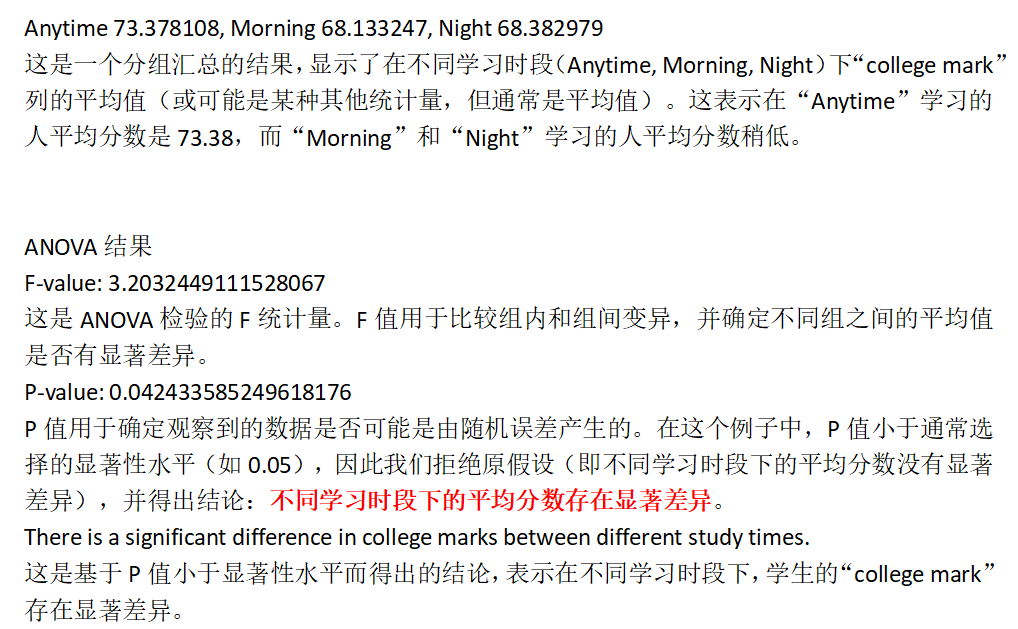 Anytime 73.378108, Morning 68.133247, Night 68.382979
这是一个分组汇总的结果，显示了在不同学习时段（Anytime, Morning, Night）下“college mark”
列的平均值（或可能是某种其他统计量，但通常是平均值）。这表示在“Anytime”学习的
人平均分数是 73.38，而“Morning”和“Night”学习的人平均分数稍低。
ANOVA 结果
F-value: 3.2032449111528067
这是 ANOVA 检验的 F 统计量。F 值用于比较组内和组间变异，并确定不同组之间的平均值
是否有显著差异。
P-value: 0.042433585249618176
P 值用于确定观察到的数据是否可能是由随机误差产生的。在这个例子中，P 值小于通常选
择的显著性水平（如 0.05），因此我们拒绝原假设（即不同学习时段下的平均分数没有显著
差异），并得出结论：不同学习时段下的平均分数存在显著差异。
There is a significant difference in college marks between different study times.
这是基于 P 值小于显著性水平而得出的结论，表示在不同学习时段下，学生的“college mark”
存在显著差异。